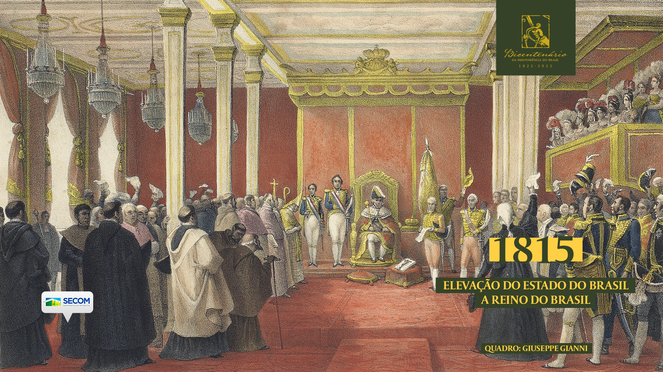 Bicentenário
DA INDEPENDÊNCIA DO BRASIL
1822-2022
1815
ELEVAÇÃO DO ESTADO DO BRASIL
A REINO DO BRASIL
SECOM
QUADRO: GIUSEPPE GIANNI